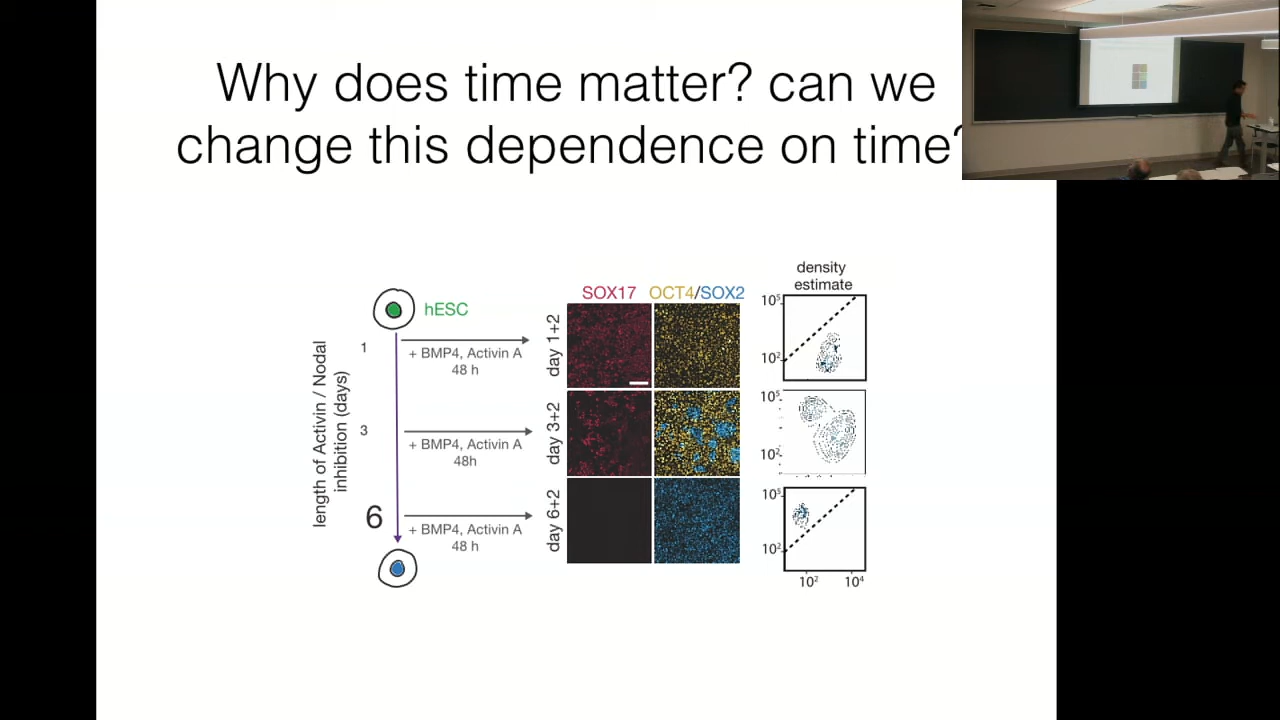 Why does time matter? can we
change this dependence on time?
density
estimate
SOX17 OCT4/SOX2
hESC
length of Activin / Nodal
inhibition (days)
1
+ BMP4, Activin A
48 h
day 1+2
10⁵
10²
3
+ BMP4, Activin A
48h
day 3+2
10⁵
10²
6
+ BMP4, Activin A
48 h
day 6+2
10⁵
10²
10² 10⁴